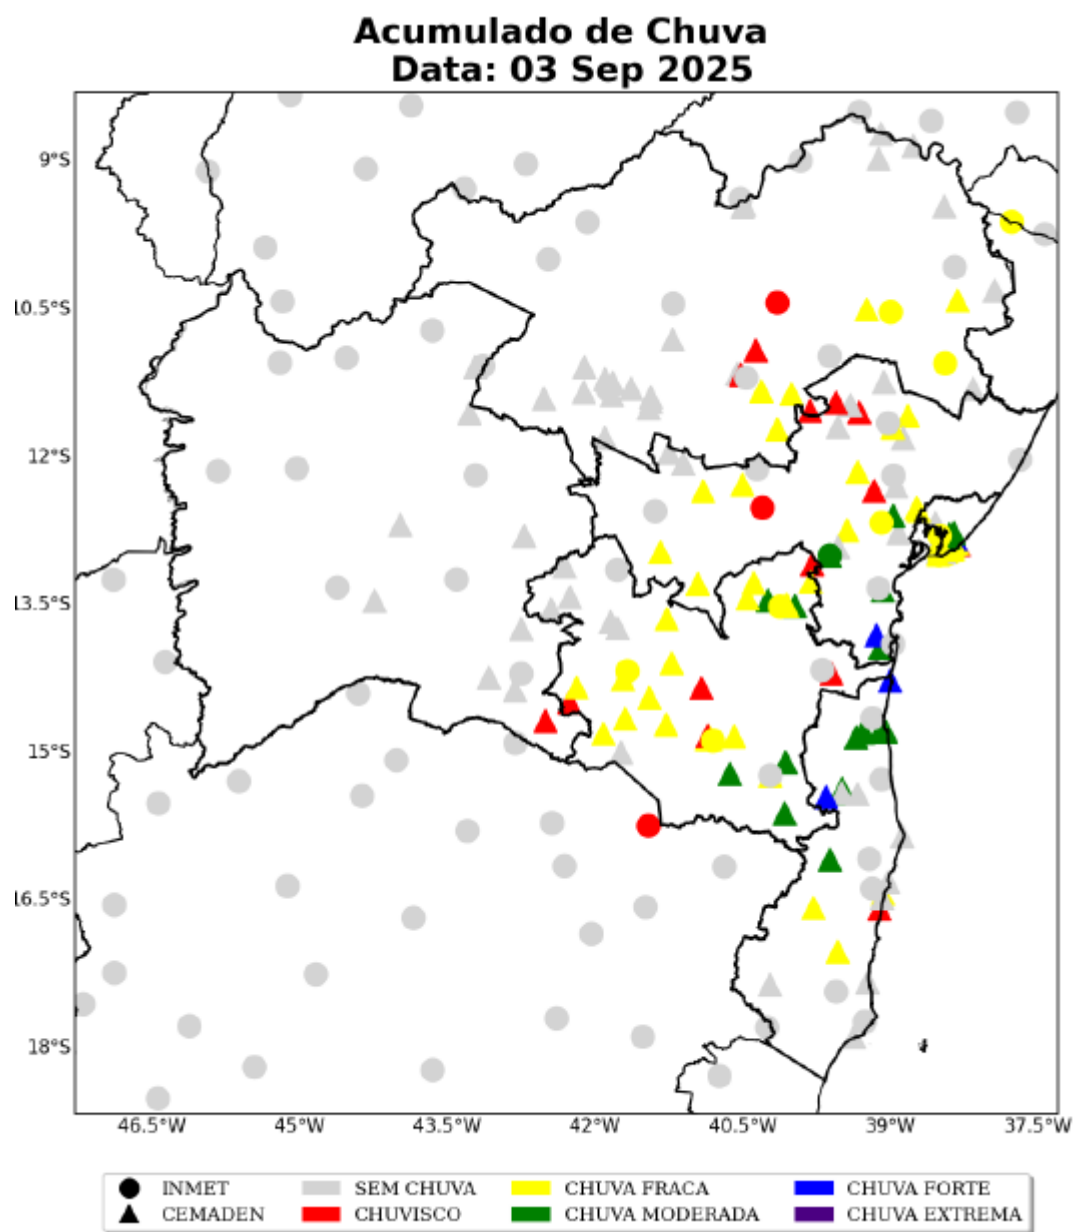 Acumulado de Chuva
Data: 03 Sep 2025
9°S
10.5°S
12°S
13.5°S
15°S
16.5°S
18°S
46.5°W 45°W 43.5°W 42°W 40.5°W 39°W 37.5°W
INMET SEM CHUVA CHUVA FRACA CHUVA FORTE
CEMADEN CHUVISCO CHUVA MODERADA CHUVA EXTREMA